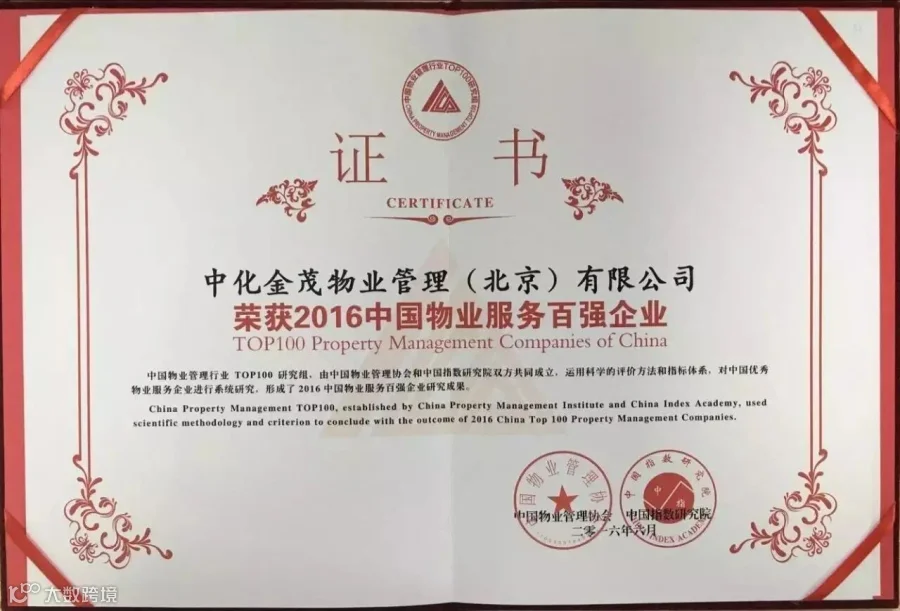 中国物业管理行业TOP100研究组
CHINA PROPERTY MANAGEMENT TOP100
证 书
CERTIFICATE
中化金茂物业管理（北京）有限公司
荣获2016中国物业服务百强企业
TOP100 Property Management Companies of China
中国物业管理行业 TOP100 研究组，由中国物业管理协会和中国指数研究院双方共同成立，运用科学的评价方法和指标体系，对中国优秀
物业服务企业进行系统研究，形成了 2016 中国物业服务百强企业研究成果。
China Property Management TOP100, established by China Property Management Institute and China Index Academy, used
scientific methodology and criterion to conclude with the outcome of 2016 China Top 100 Property Management Companies.
中国物业管理协会
中国指数研究院
中指
CHINA INDEX ACADEMY
中国物业管理协会 中国指数研究院
二零一六年六月
大数跨境